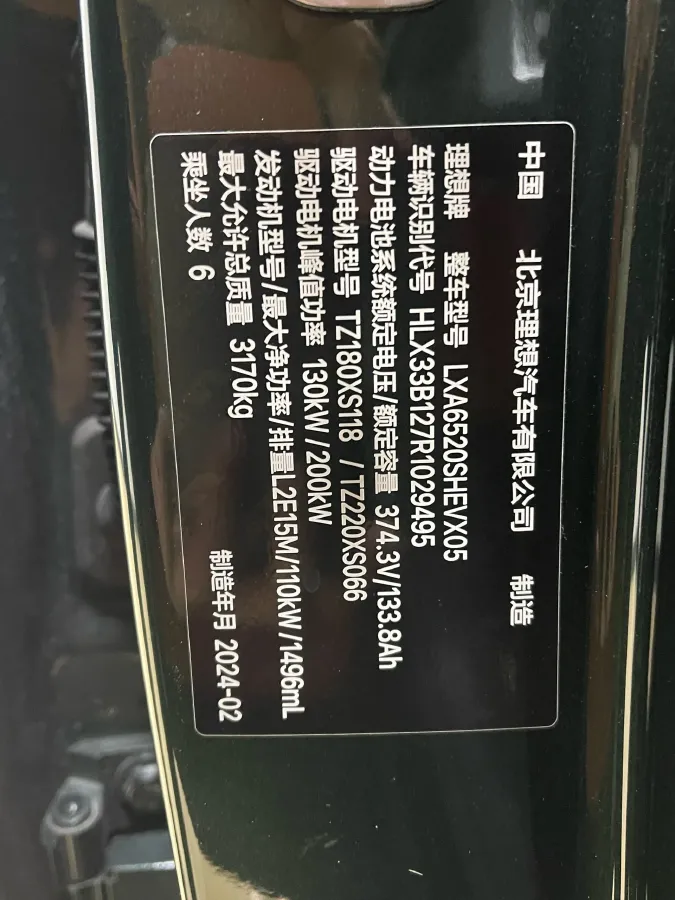 中国 北京理想汽车有限公司 制造
理想牌 整车型号 LXA6520SHEVX05
车辆识别代号 HLX33B127R1029495
动力电池系统额定电压/额定容量 374.3V/133.8Ah
驱动电机型号 TZ180XS118 / TZ220XS066
驱动电机峰值功率 130kW / 200kW
发动机型号/最大净功率/排量L2E15M/110kW/1496mL
最大允许总质量 3170kg
乘坐人数 6 制造年月 2024-02